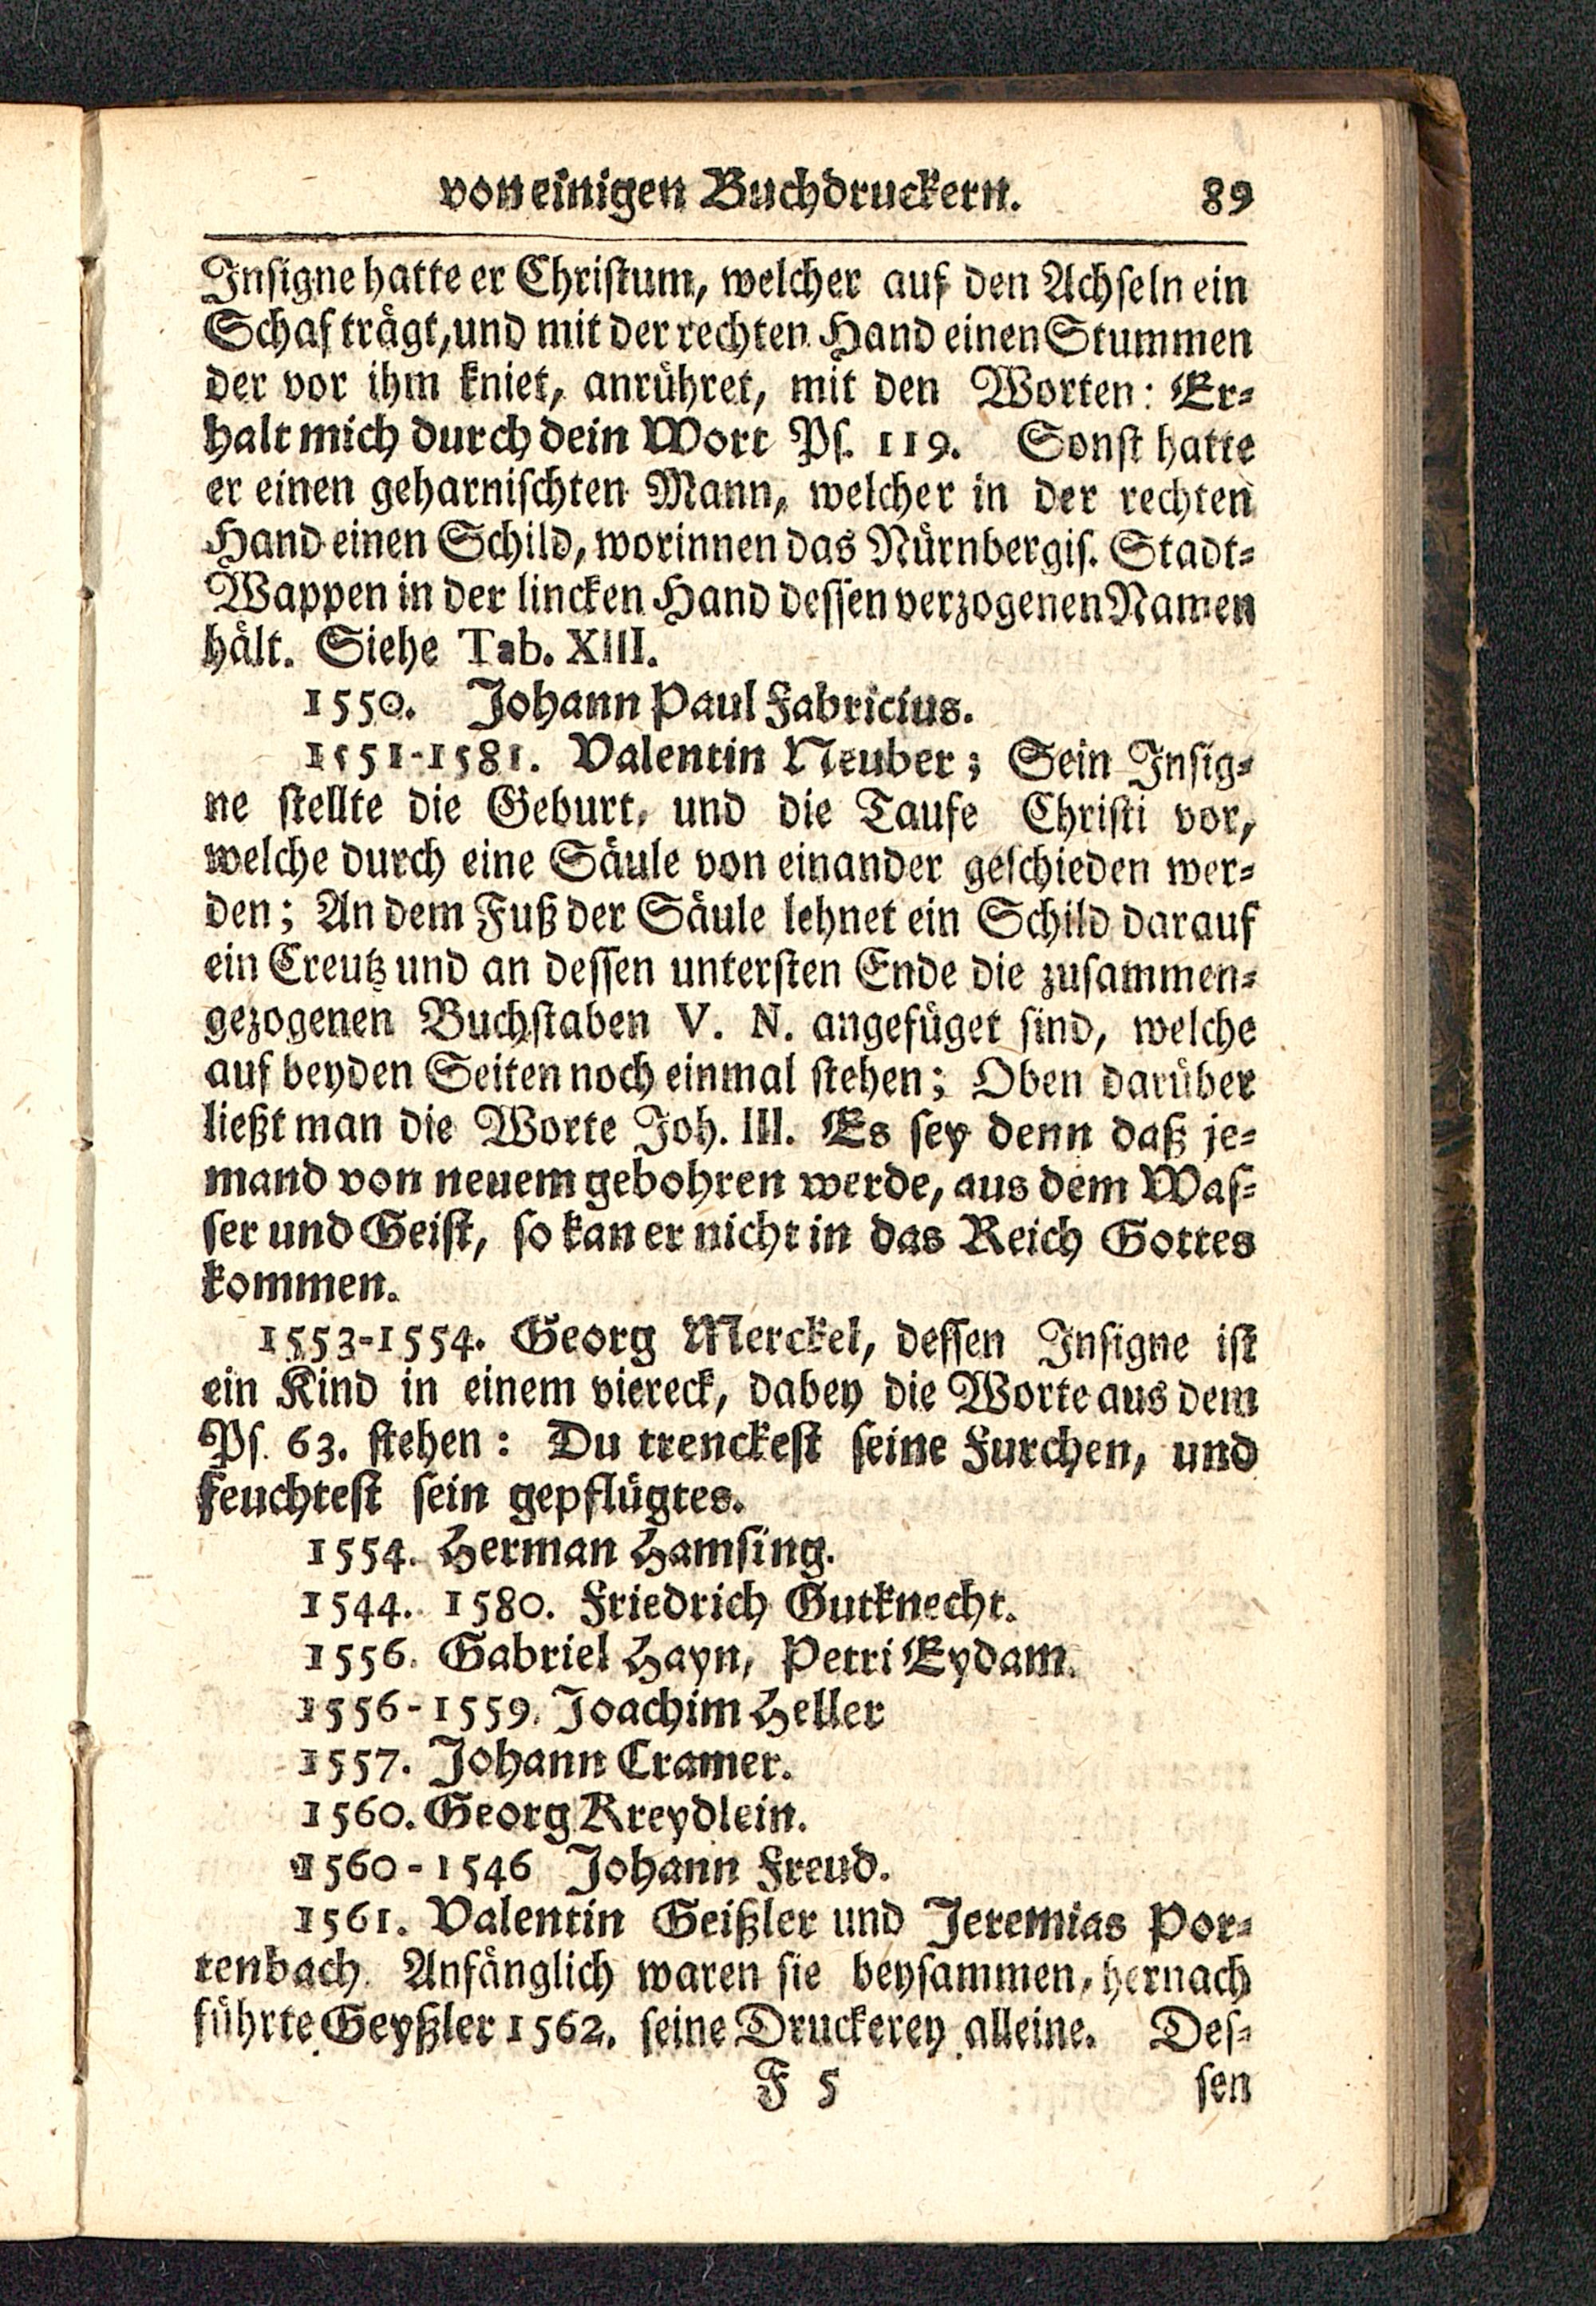 von einigen Buchdruckern. 89
Insigne hatte er Christum, welcher auf den Achseln ein
Schaf trägt, und mit der rechten Hand einen Stummen
der vor ihm kniet, anrühret, mit den Worten: Er-
halt mich durch dein Wort Ps. 119. Sonst hatte
er einen geharnischten Mann, welcher in der rechten
Hand einen Schild, worinnen das Nürnbergis. Stadt-
Wappen in der lincken Hand dessen verzogenen Namen
hält. Siehe Tab. XIII.
1550. Johann Paul Fabricius.
1551-1581. Valentin Neuber; Sein Insig-
ne stellte die Geburt, und die Taufe Christi vor,
welche durch eine Säule von einander geschieden wer-
den; An dem Fuß der Säule lehnet ein Schild darauf
ein Creutz und an dessen untersten Ende die zusammen-
gezogenen Buchstaben V. N. angefüget sind, welche
auf beyden Seiten noch einmal stehen; Oben darüber
ließt man die Worte Joh. III. Es sey denn daß je-
mand von neuem gebohren werde, aus dem Was-
ser und Geist, so kan er nicht in das Reich Gottes
kommen.
1553-1554. Georg Merckel, dessen Insigne ist
ein Kind in einem viereck, dabey die Worte aus dem
Ps. 63. stehen: Du trenckest seine Furchen, und
feuchtest sein gepflügtes.
1554. Herman Hamsing.
1544. 1580. Friedrich Gutknecht.
1556. Gabriel Hayn, Petri Eydam.
1556-1559. Joachim Heller
1557. Johann Cramer.
1560. Georg Kreydlein.
1560-1546 Johann Freud.
1561. Valentin Geißler und Jeremias Por-
tenbach. Anfänglich waren sie beysammen, hernach
führte Geyßler 1562. seine Druckerey alleine. Des-
F 5 sen